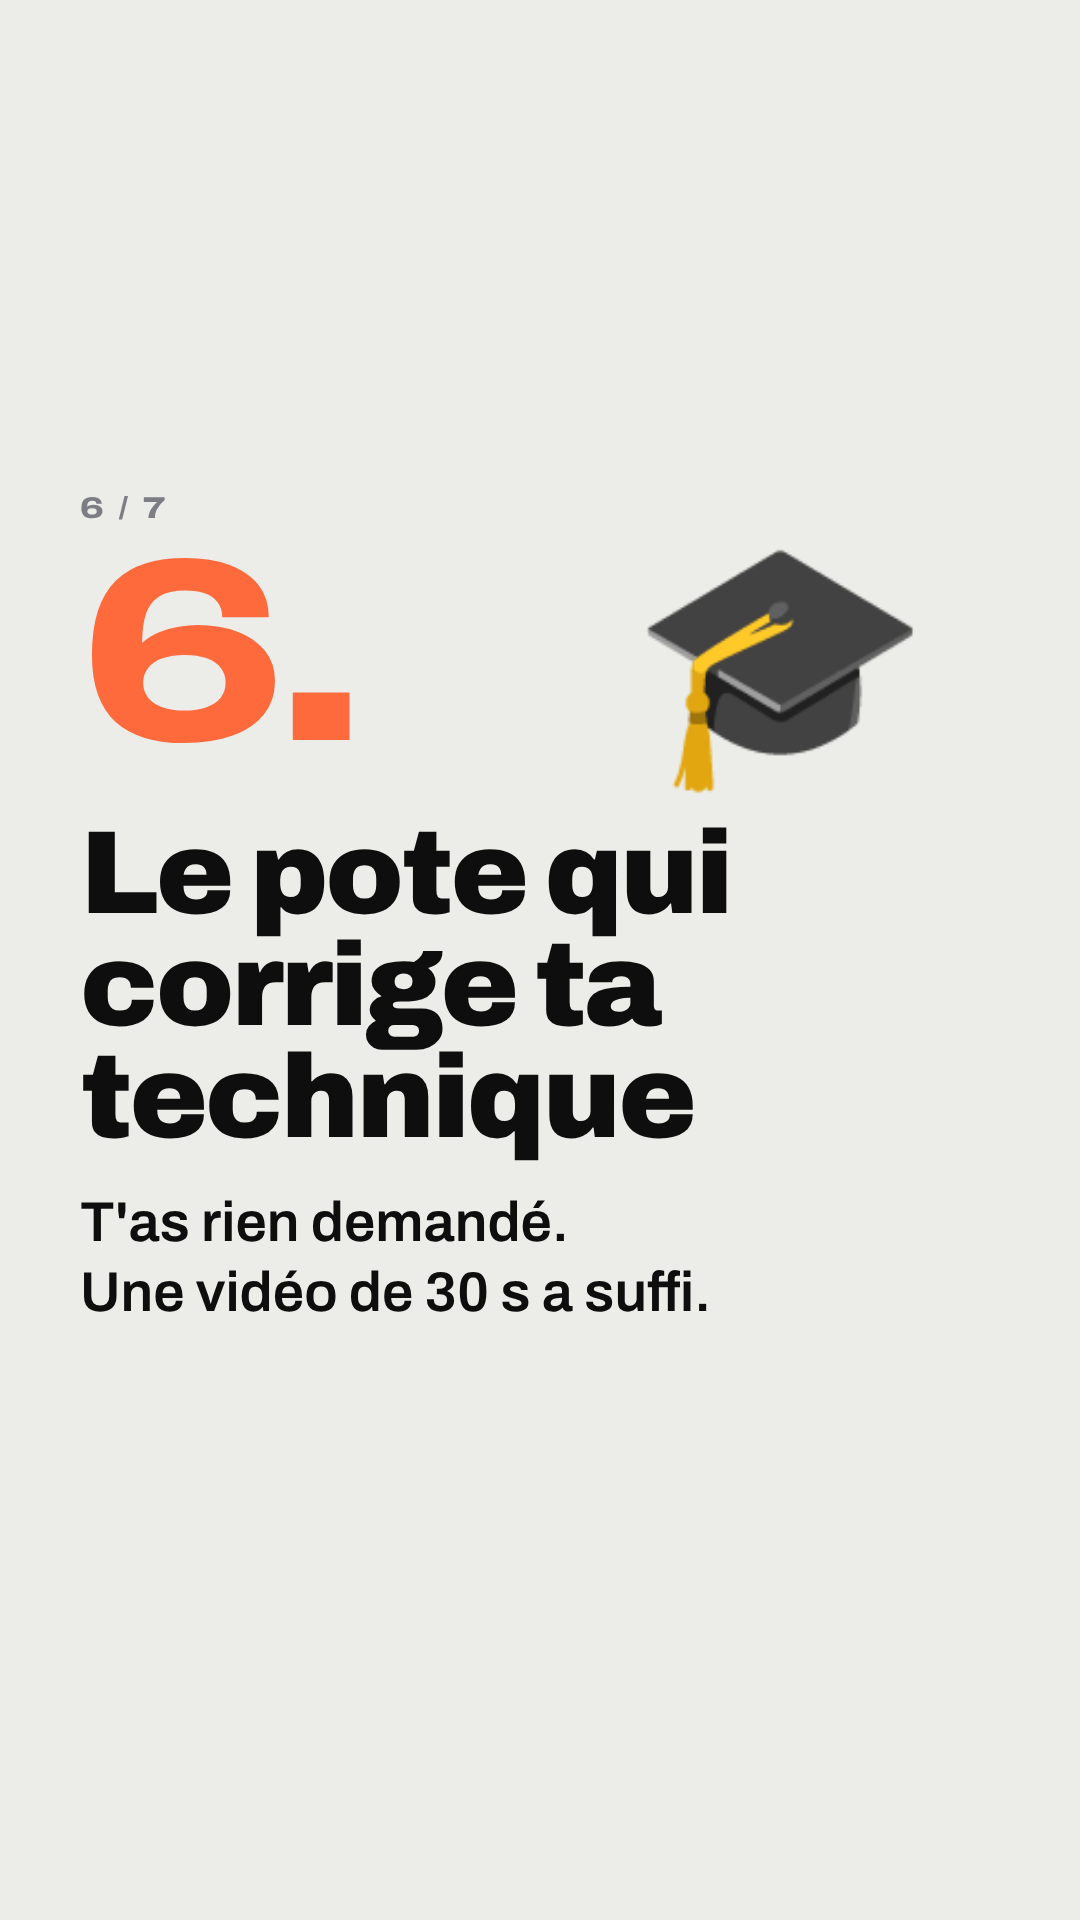 6 / 7
6.
Le pote qui
corrige ta
technique
T'as rien demandé.
Une vidéo de 30 s a suffi.